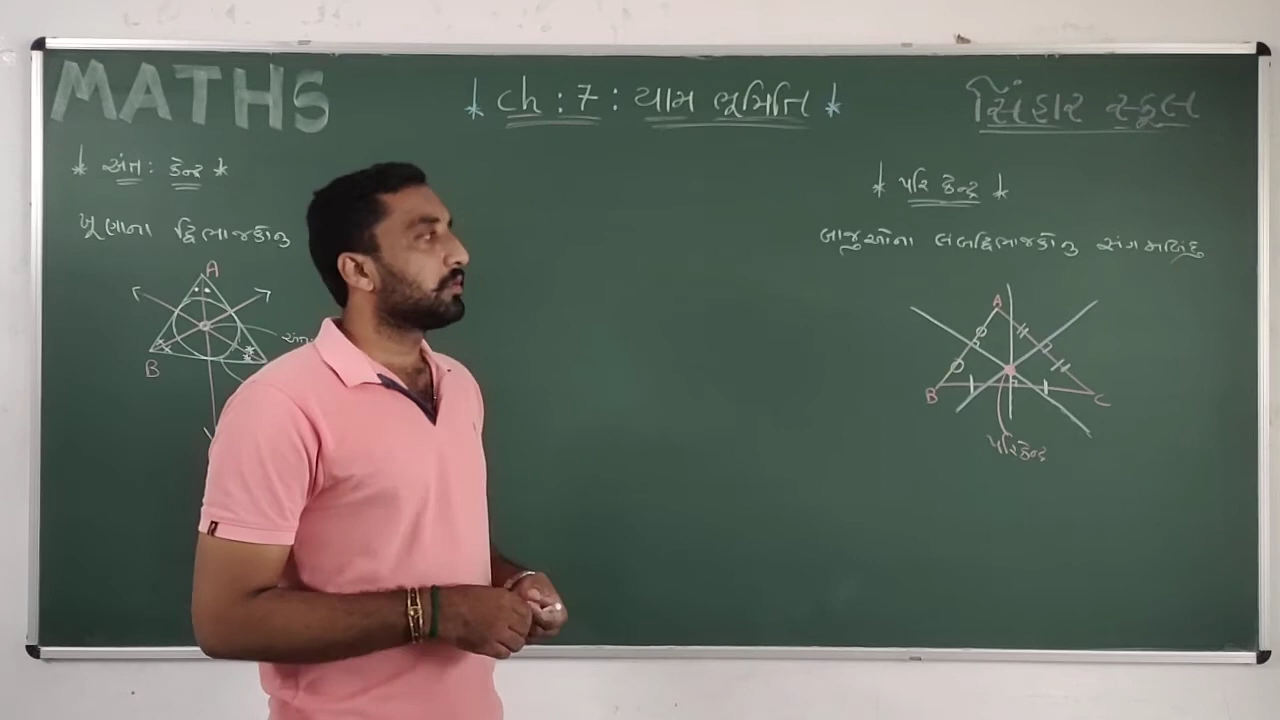 MATHS
* Ch : 7 : યામ ભૂમિતિ *
સિંહાર સ્કૂલ
* અંત : કેન્દ્ર *
ખૂણાના દ્વિભાજકોનુ
A
B
અંત:
* પરિ કેન્દ્ર *
બાજુઓના લંબદ્વિભાજકોનુ સંગમબિંદુ
A
B
C
પરિકેન્દ્ર